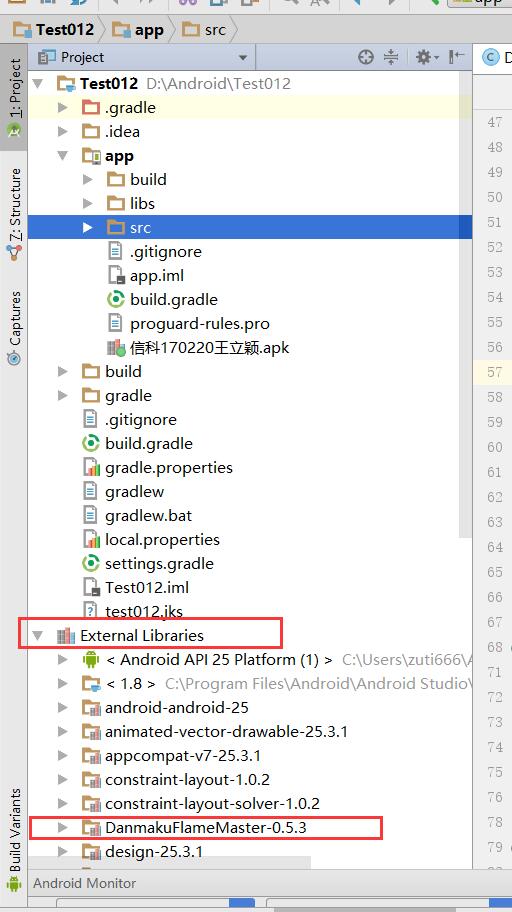 app
Test012
app
src
Project
D
1: Project
Test012 D:\Android\Test012
.gradle
.idea
app
build
libs
src
.gitignore
app.iml
build.gradle
proguard-rules.pro
信科170220王立颖.apk
build
gradle
.gitignore
build.gradle
gradle.properties
gradlew
gradlew.bat
local.properties
settings.gradle
Test012.iml
test012.jks
External Libraries
< Android API 25 Platform (1) > C:\Users\zuti666\A
< 1.8 > C:\Program Files\Android\Android Studio\
android-android-25
animated-vector-drawable-25.3.1
appcompat-v7-25.3.1
constraint-layout-1.0.2
constraint-layout-solver-1.0.2
DanmakuFlameMaster-0.5.3
design-25.3.1
Z: Structure
Captures
Build Variants
47
48
49
50
51
52
53
54
55
56
57
58
59
60
61
62
63
64
65
66
67
68
71
72
73
74
75
76
77
78
79
Android Monitor